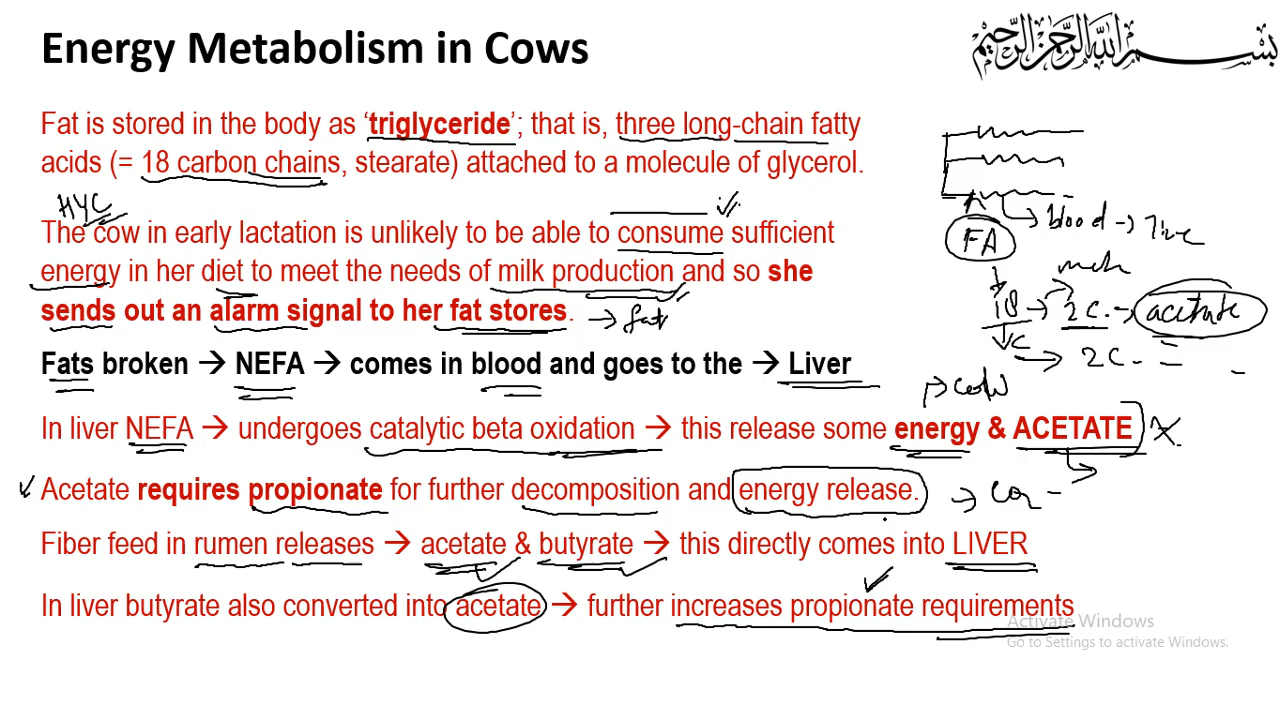 Energy Metabolism in Cows
بسم الله الرحمن الرحيم
Fat is stored in the body as ‘triglyceride’; that is, three long-chain fatty
acids (= 18 carbon chains, stearate) attached to a molecule of glycerol.
HYC
The cow in early lactation is unlikely to be able to consume sufficient
energy in her diet to meet the needs of milk production and so she
sends out an alarm signal to her fat stores.
→ fat
FA
→ blood →
18 → 2C → acetate
C → 2C
Fats broken → NEFA → comes in blood and goes to the → Liver
In liver NEFA → undergoes catalytic beta oxidation → this release some energy & ACETATE
Acetate requires propionate for further decomposition and energy release.
Fiber feed in rumen releases → acetate & butyrate → this directly comes into LIVER
In liver butyrate also converted into acetate → further increases propionate requirements
Activate Windows
Go to Settings to activate Windows.